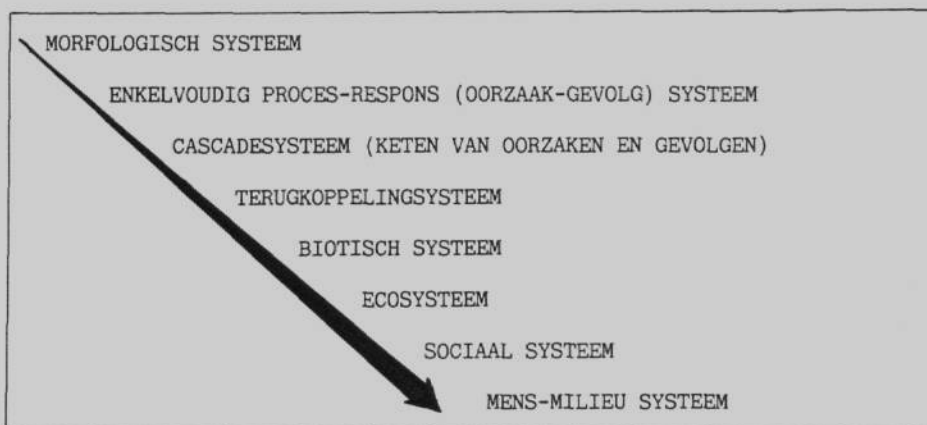 MORFOLOGISCH SYSTEEM
ENKELVOUDIG PROCES-RESPONS (OORZAAK-GEVOLG) SYSTEEM
CASCADESYSTEEM (KETEN VAN OORZAKEN EN GEVOLGEN)
TERUGKOPPELINGSYSTEEM
BIOTISCH SYSTEEM
ECOSYSTEEM
SOCIAAL SYSTEEM
MENS-MILIEU SYSTEEM